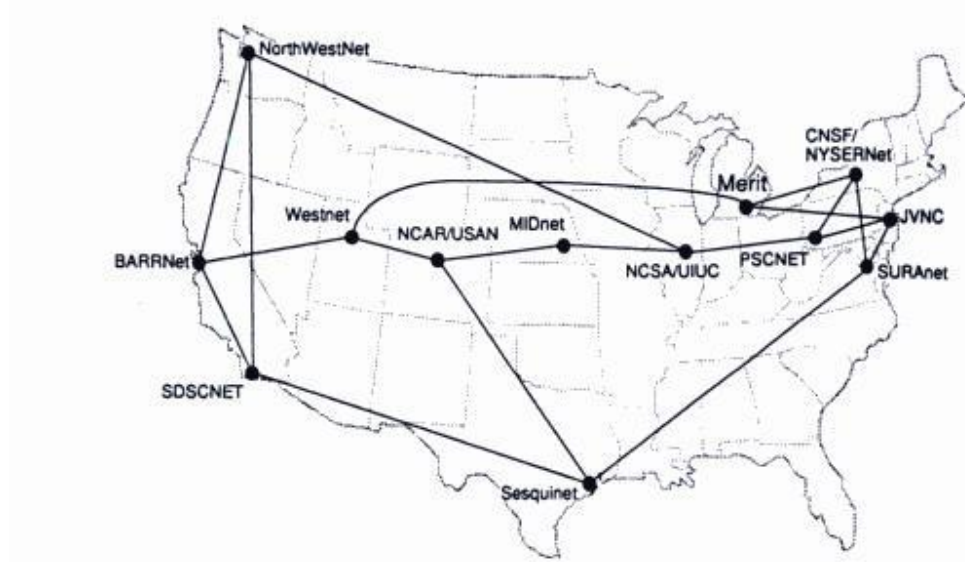 NorthWestNet
CNSF/
NYSERNet
Merit
Westnet
JVNC
MIDnet
NCAR/USAN
BARRNet
PSCNET
NCSA/UIUC
SURAnet
SDSCNET
Sesquinet